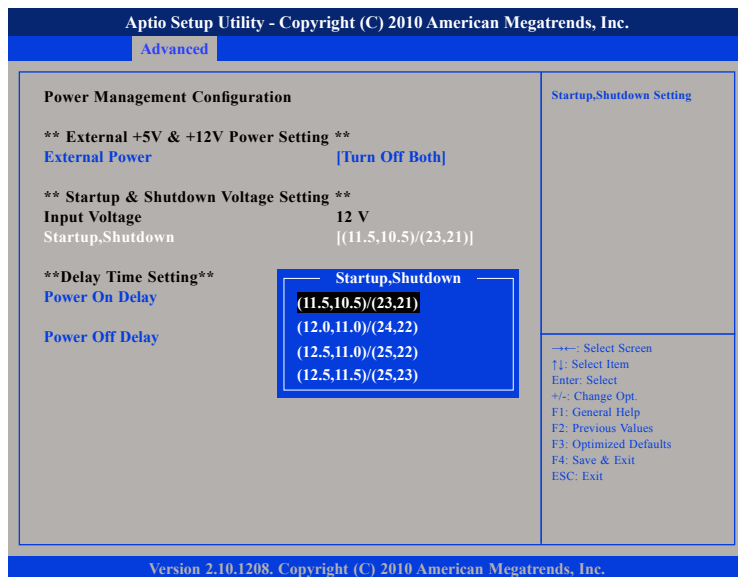 Aptio Setup Utility - Copyright (C) 2010 American Megatrends, Inc.
Advanced
Power Management Configuration
** External +5V & +12V Power Setting **
External Power [Turn Off Both]
** Startup & Shutdown Voltage Setting **
Input Voltage 12 V
Startup,Shutdown [(11.5,10.5)/(23,21)]
**Delay Time Setting**
Power On Delay
Power Off Delay
Startup,Shutdown
(11.5,10.5)/(23,21)
(12.0,11.0)/(24,22)
(12.5,11.0)/(25,22)
(12.5,11.5)/(25,23)
Startup,Shutdown Setting
→←: Select Screen
↑↓: Select Item
Enter: Select
+/-: Change Opt.
F1: General Help
F2: Previous Values
F3: Optimized Defaults
F4: Save & Exit
ESC: Exit
Version 2.10.1208. Copyright (C) 2010 American Megatrends, Inc.